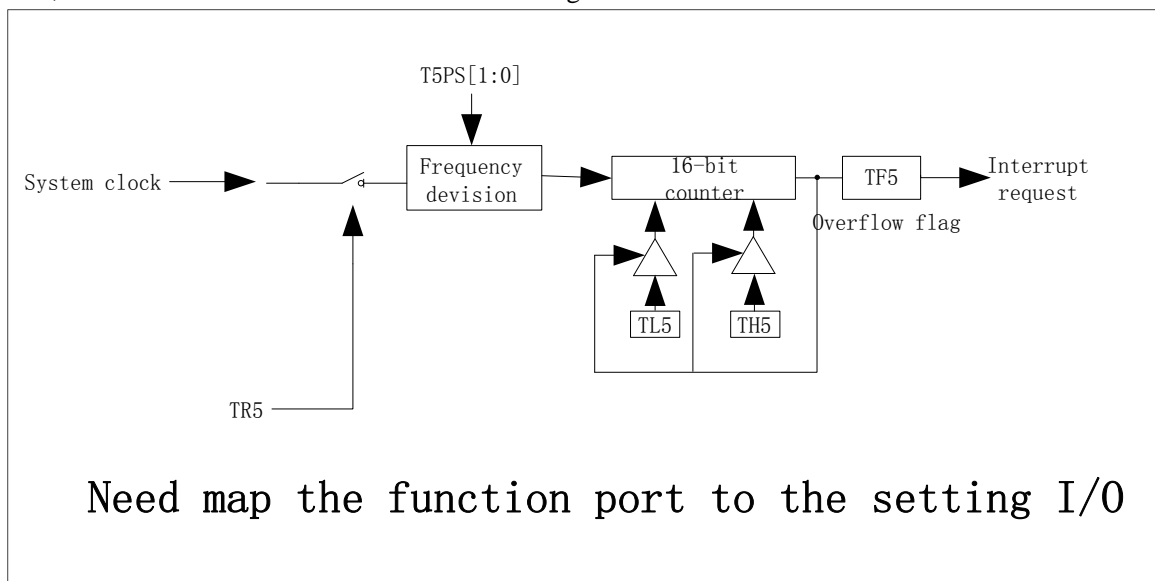 T5PS[1:0]
System clock
Frequency
devision
16-bit
counter
TF5
Interrupt
request
Overflow flag
TL5
TH5
TR5
Need map the function port to the setting I/O